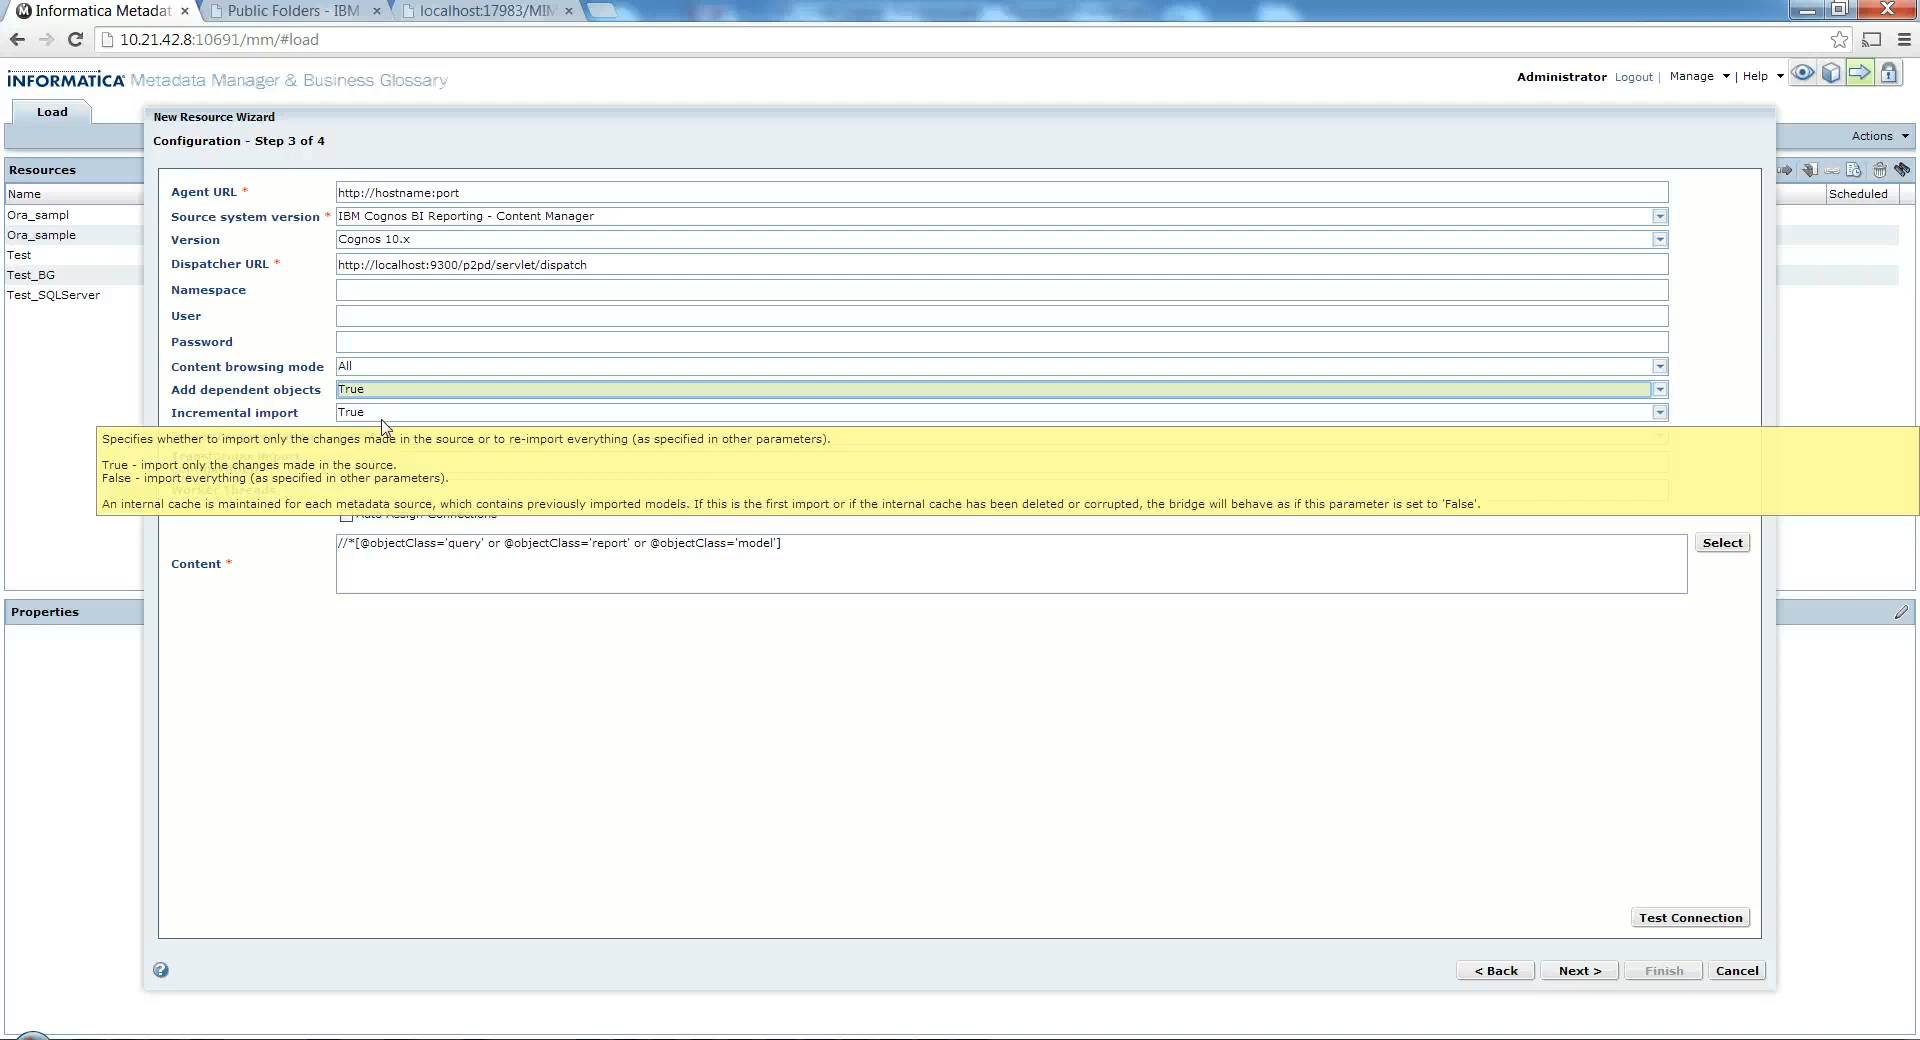 Informatica Metadat
Public Folders - IBM
localhost:17983/MIM
10.21.42.8:10691/mm/#load
INFORMATICA Metadata Manager & Business Glossary
Administrator Logout | Manage | Help
Load
Actions
New Resource Wizard
Configuration - Step 3 of 4
Resources
Name
Scheduled
Ora_sampl
Ora_sample
Test
Test_BG
Test_SQLServer
Agent URL * http://hostname:port
Source system version * IBM Cognos BI Reporting - Content Manager
Version Cognos 10.x
Dispatcher URL * http://localhost:9300/p2pd/servlet/dispatch
Namespace
User
Password
Content browsing mode All
Add dependent objects True
Incremental import True
Specifies whether to import only the changes made in the source or to re-import everything (as specified in other parameters).
Transformer import
True - import only the changes made in the source.
False - import everything (as specified in other parameters).
Worker Threads
An internal cache is maintained for each metadata source, which contains previously imported models. If this is the first import or if the internal cache has been deleted or corrupted, the bridge will behave as if this parameter is set to 'False'.
Auto Assign Connections
Content * //*[@objectClass='query' or @objectClass='report' or @objectClass='model']
Select
Properties
Test Connection
< Back
Next >
Finish
Cancel